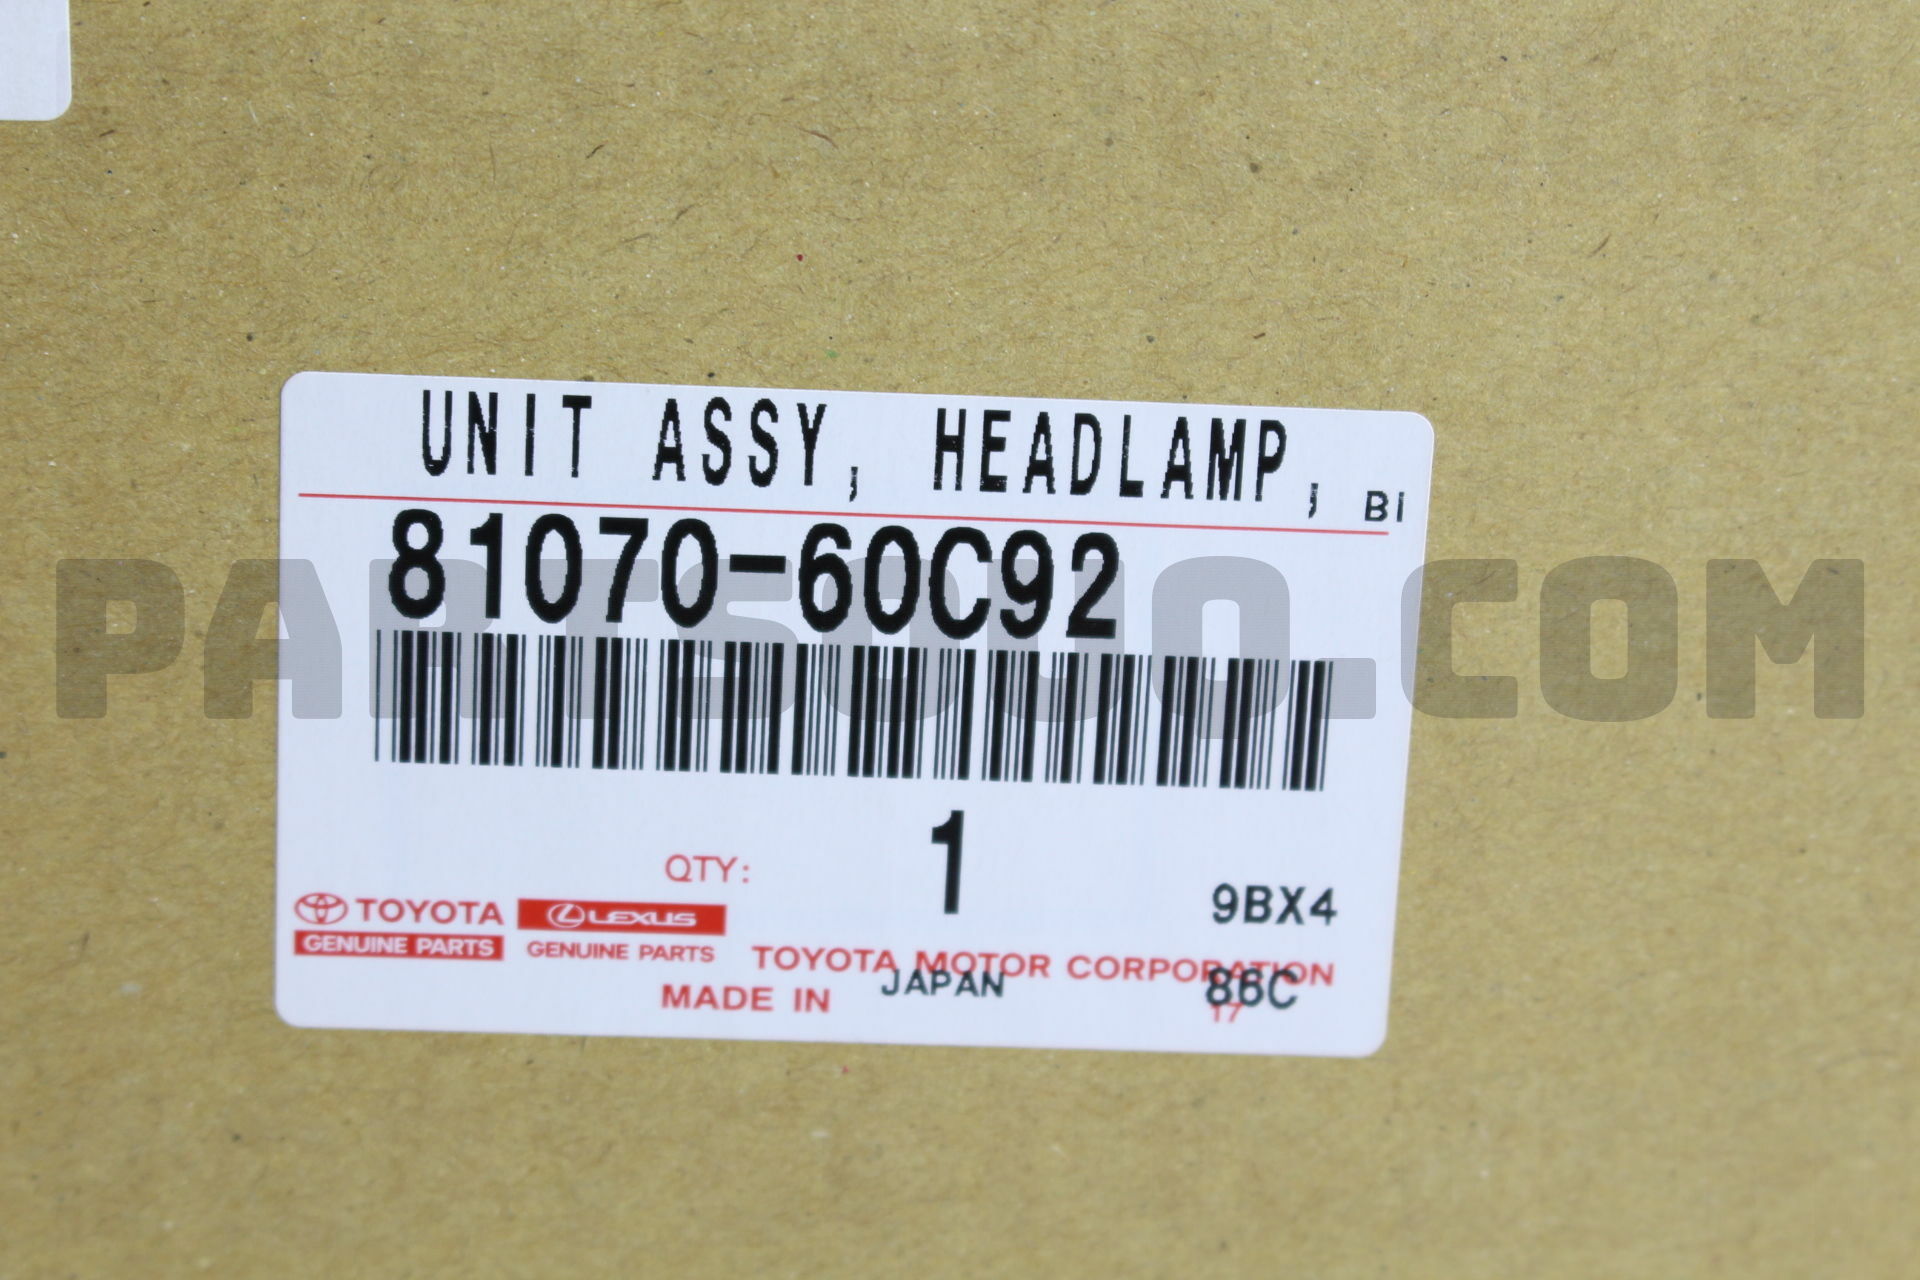 UNIT ASSY, HEADLAMP, BI
81070-60C92
QTY: 1
9BX4
TOYOTA LEXUS
GENUINE PARTS GENUINE PARTS
TOYOTA MOTOR CORPORATION
MADE IN JAPAN 86C
17
PARTSOUQ.COM